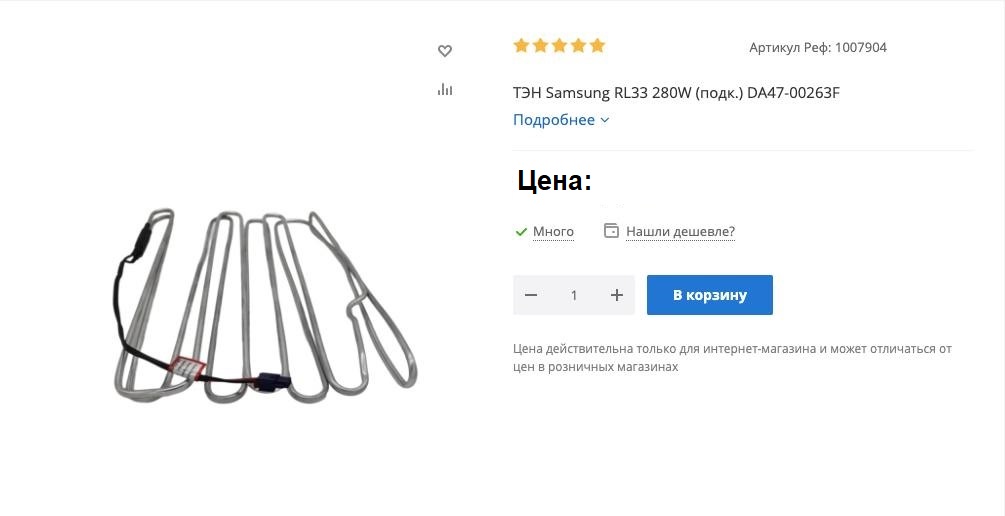 Артикул Реф: 1007904
ТЭН Samsung RL33 280W (подк.) DA47-00263F
Подробнее
Цена:
Много
Нашли дешевле?
1
В корзину
Цена действительна только для интернет-магазина и может отличаться от
цен в розничных магазинах